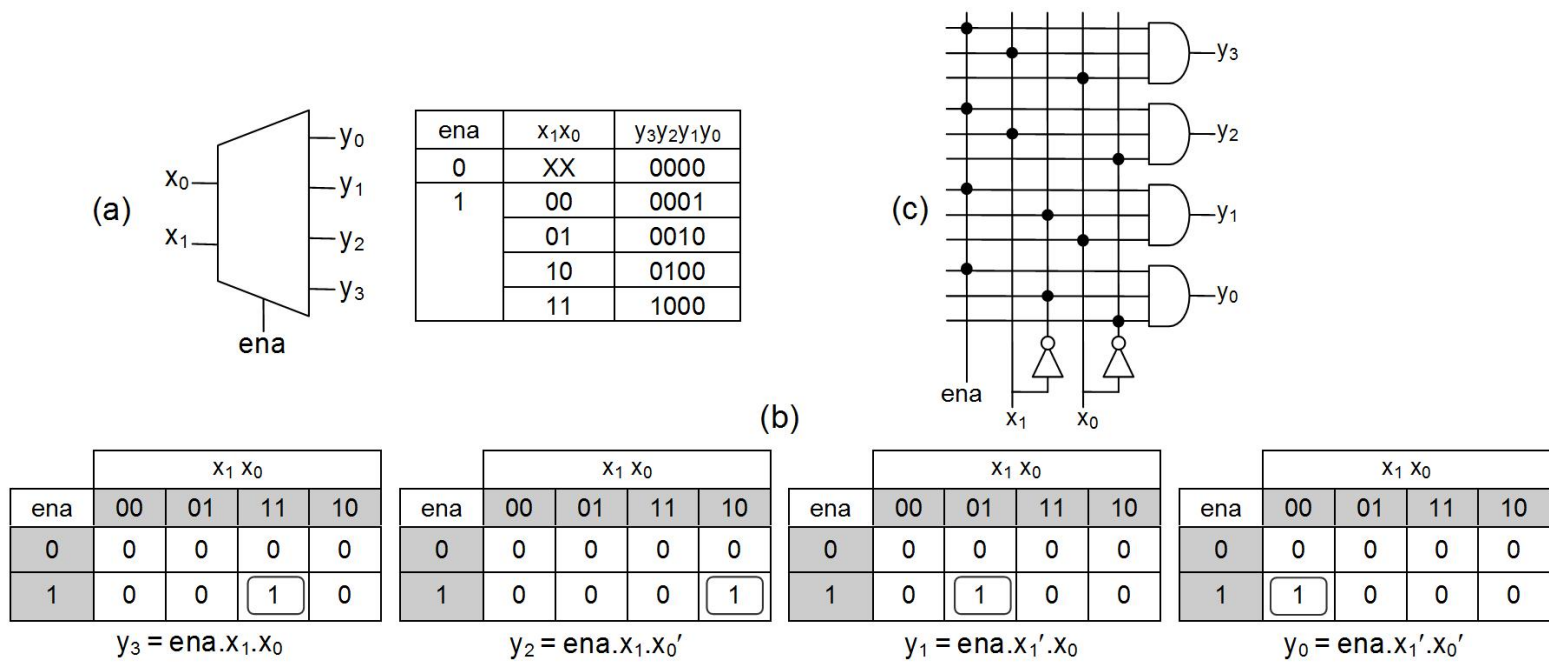 (a)
x₀
x₁
y₀
y₁
y₂
y₃
ena
ena x₁x₀ y₃y₂y₁y₀
0 XX 0000
1 00 0001
01 0010
10 0100
11 1000
(c)
y₃
y₂
y₁
y₀
ena
x₁
x₀
(b)
x₁ x₀
ena 00 01 11 10
0 0 0 0 0
1 0 0 1 0
y₃ = ena.x₁.x₀
x₁ x₀
ena 00 01 11 10
0 0 0 0 0
1 0 0 0 1
y₂ = ena.x₁.x₀′
x₁ x₀
ena 00 01 11 10
0 0 0 0 0
1 0 1 0 0
y₁ = ena.x₁′.x₀
x₁ x₀
ena 00 01 11 10
0 0 0 0 0
1 1 0 0 0
y₀ = ena.x₁′.x₀′